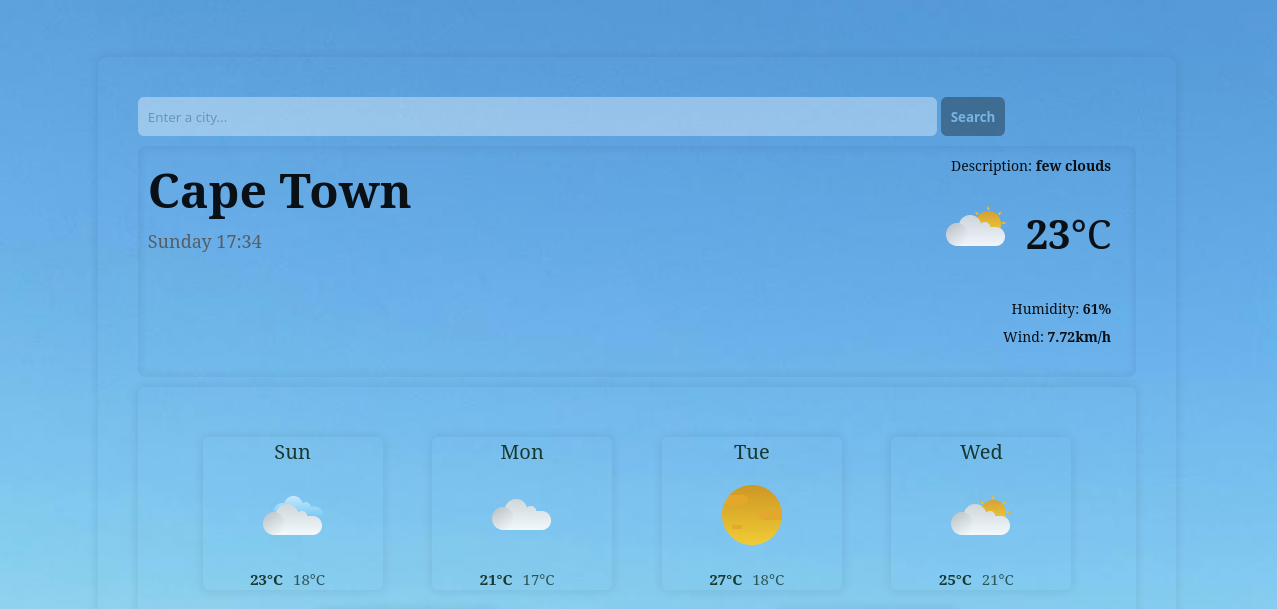 Enter a city...
Search
Cape Town
Sunday 17:34
Description: few clouds
23°C
Humidity: 61%
Wind: 7.72km/h
Sun
Mon
Tue
Wed
23°C 18°C
21°C 17°C
27°C 18°C
25°C 21°C